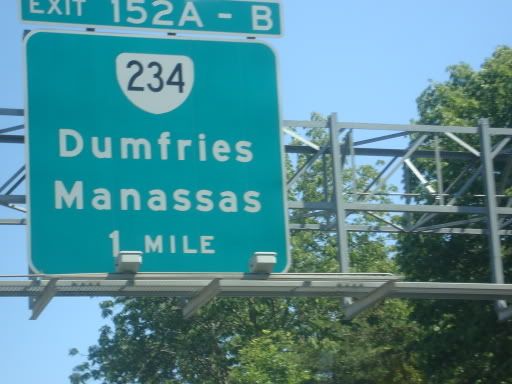 EXIT 152A - B
234
Dumfries
Manassas
1 MILE